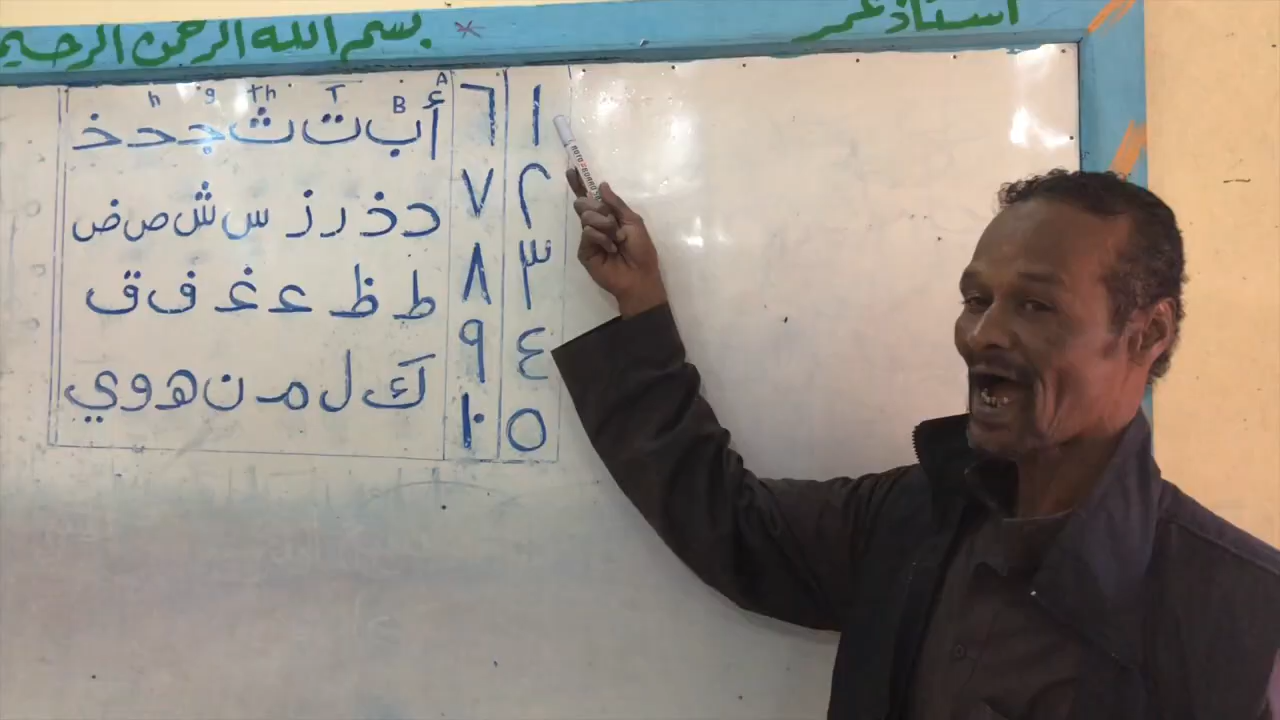 استاذ عمر
* بسم الله الرحمن الرحيم
A B T Th g h
أ ب ت ث ج ح خ
د ذ ر ز س ش ص ض
ط ظ ع غ ف ق
ك ل م ن ه و ي
١ ٦
٢ ٧
٣ ٨
٤ ٩
٥ ١٠